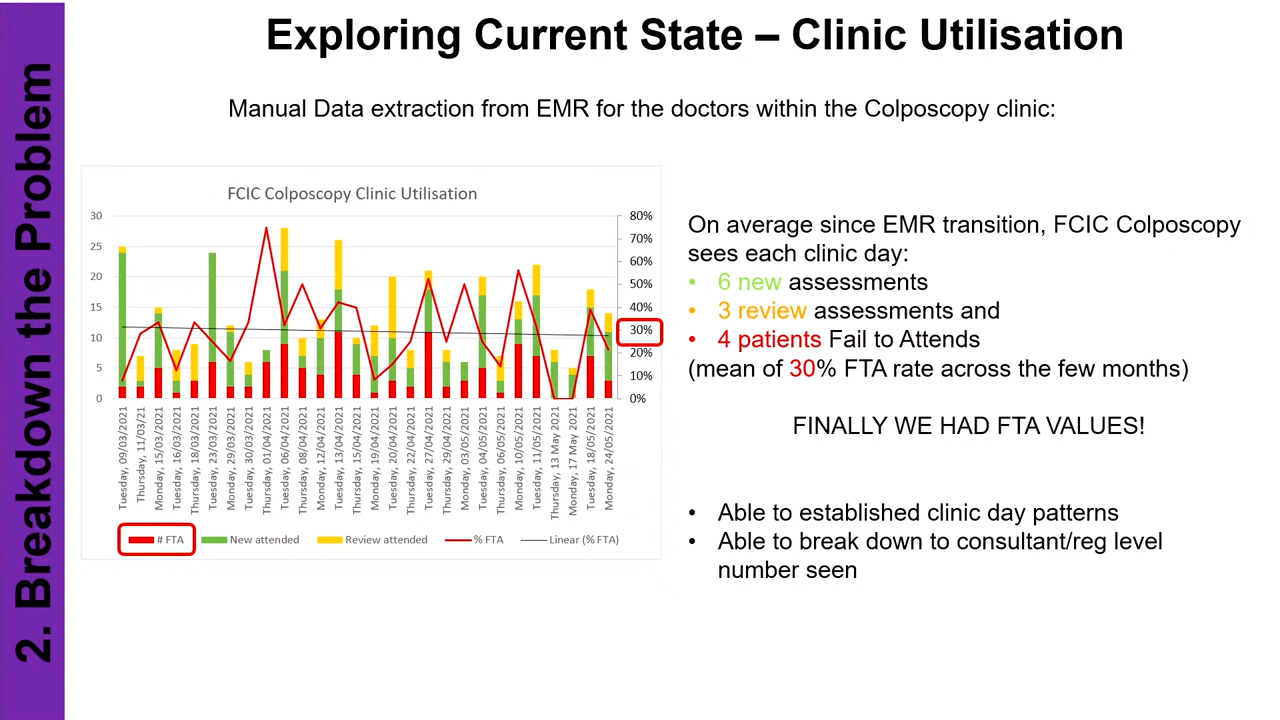 2. Breakdown the Problem
Exploring Current State – Clinic Utilisation
Manual Data extraction from EMR for the doctors within the Colposcopy clinic:
FCIC Colposcopy Clinic Utilisation
30
25
20
15
10
5
0
80%
70%
60%
50%
40%
30%
20%
10%
0%
Tuesday, 09/03/2021
Thursday, 11/03/21
Monday, 15/03/2021
Tuesday, 16/03/2021
Thursday, 18/03/2021
Tuesday, 23/03/2021
Monday, 29/03/2021
Tuesday, 30/03/2021
Thursday, 01/04/2021
Tuesday, 06/04/2021
Thursday, 08/04/2021
Monday, 12/04/2021
Tuesday, 13/04/2021
Thursday, 15/04/2021
Monday, 19/04/2021
Tuesday, 20/04/2021
Thursday, 22/04/2021
Tuesday, 27/04/2021
Thursday, 29/04/2021
Monday, 03/05/2021
Tuesday, 04/05/2021
Thursday, 06/05/2021
Monday, 10/05/2021
Tuesday, 11/05/2021
Thursday, 13 May 2021
Monday, 17 May 2021
Tuesday, 18/05/2021
Monday, 24/05/2021
# FTA
New attended
Review attended
% FTA
Linear (% FTA)
On average since EMR transition, FCIC Colposcopy
sees each clinic day:
• 6 new assessments
• 3 review assessments and
• 4 patients Fail to Attends
(mean of 30% FTA rate across the few months)
FINALLY WE HAD FTA VALUES!
• Able to established clinic day patterns
• Able to break down to consultant/reg level
number seen